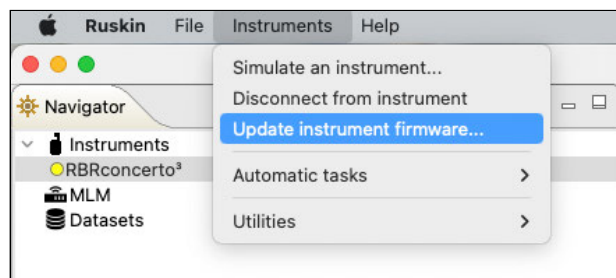 Ruskin File Instruments Help
Simulate an instrument...
Disconnect from instrument
Update instrument firmware...
Automatic tasks
Utilities
Navigator
Instruments
RBRconcerto³
MLM
Datasets